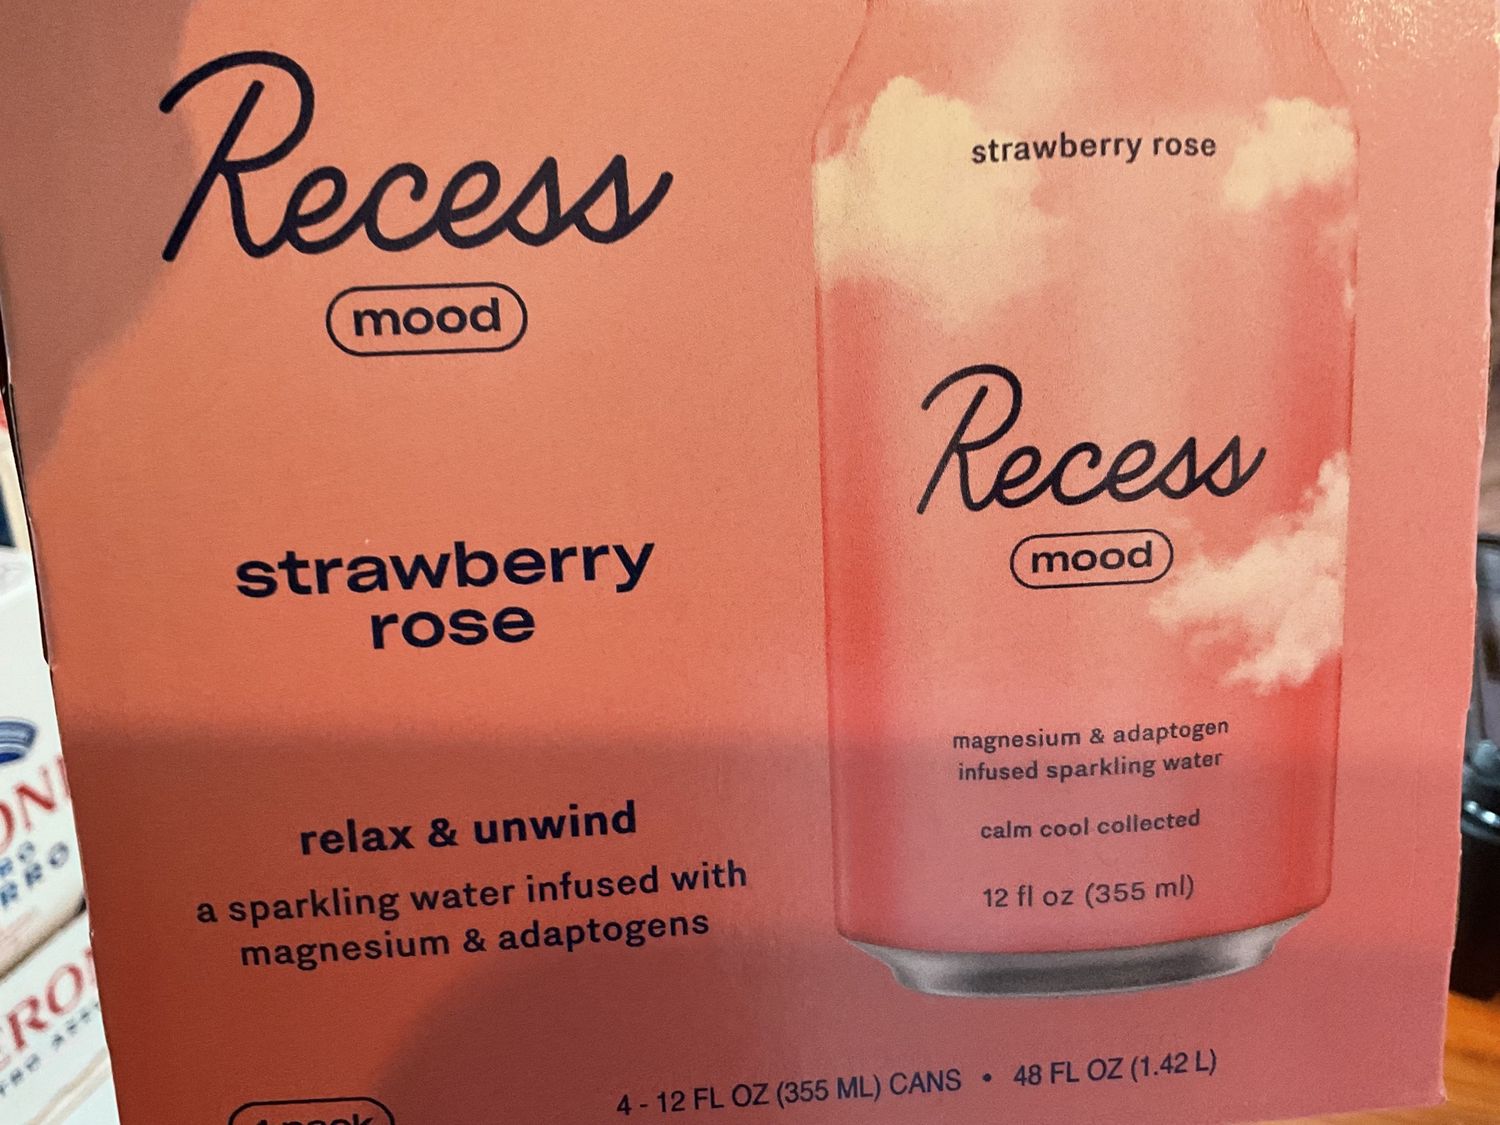 Recess
mood
strawberry
rose
relax & unwind
a sparkling water infused with
magnesium & adaptogens
strawberry rose
Recess
mood
magnesium & adaptogen
infused sparkling water
calm cool collected
12 fl oz (355 ml)
4 - 12 FL OZ (355 ML) CANS • 48 FL OZ (1.42 L)